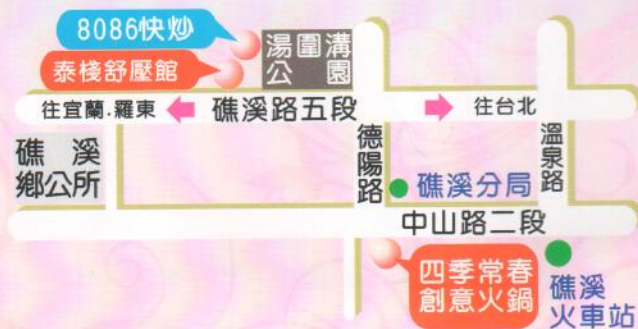 8086快炒
泰棧舒壓館
湯圍溝
公園
往宜蘭.羅東
礁溪路五段
往台北
礁溪
鄉公所
德陽路
溫泉路
礁溪分局
中山路二段
四季常春
創意火鍋
礁溪
火車站